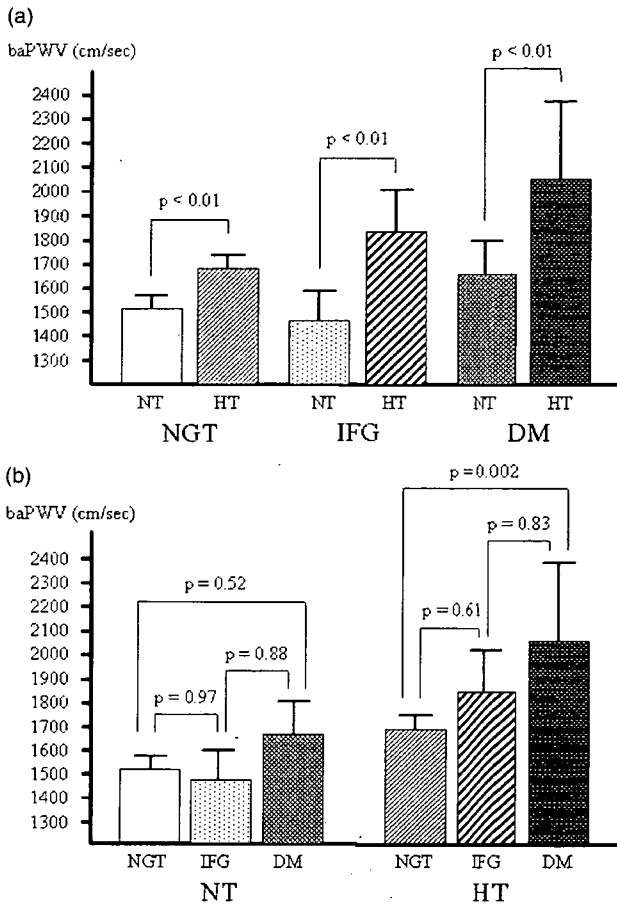 (a)
baPWV (cm/sec)
p < 0.01
2400
2300
2200
p < 0.01
2100
2000
1900
p < 0.01
1800
1700
1600
1500
1400
1300
NT HT NT HT NT HT
NGT IFG DM
(b)
p=0.002
baPWV (cm/sec)
p = 0.83
2400
2300
p = 0.52
2200
2100
p = 0.61
2000
p = 0.88
1900
1800
p = 0.97
1700
1600
1500
1400
1300
NGT IFG DM NGT IFG DM
NT HT